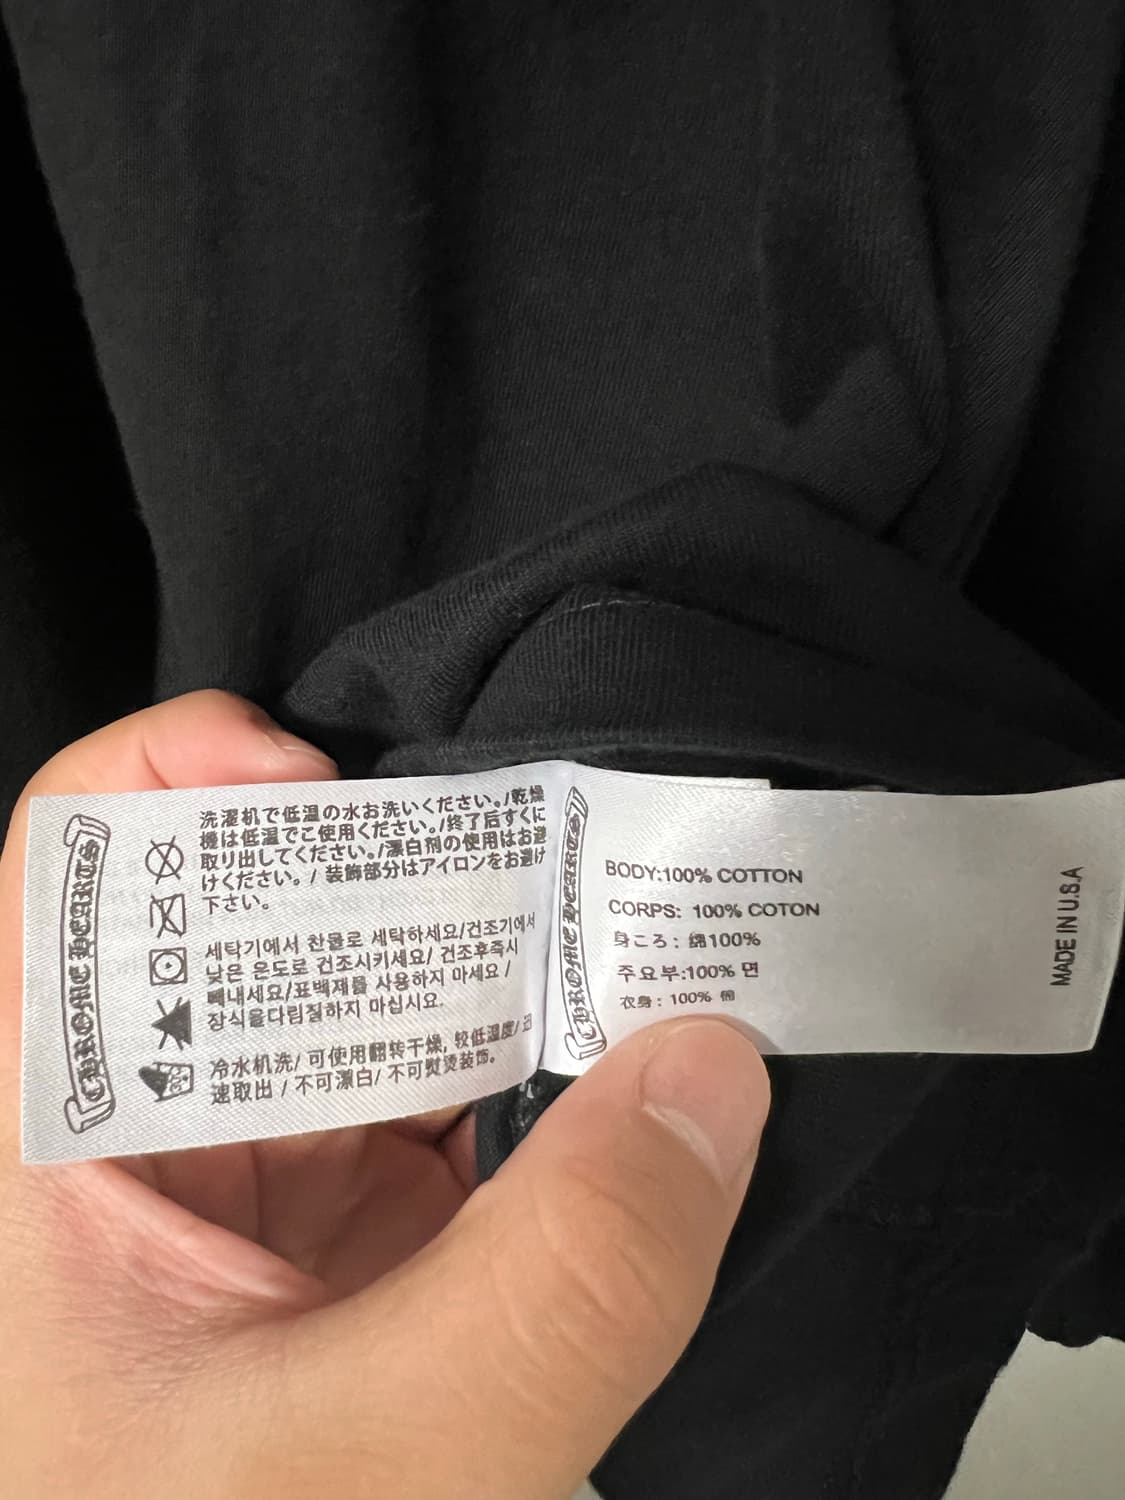 CHROME HEARTS
洗濯机で低温の水お洗いください。/乾燥
機は低温でご使用ください。/終了后すくに
取り出してください。/漂白剤の使用はお避
けください。/ 装飾部分はアイロンをお避け
下さい。
세탁기에서 찬물로 세탁하세요/건조기에서
낮은 온도로 건조시키세요/ 건조후즉시
빼내세요/표백제를 사용하지 마세요 /
장식을다림질하지 마십시요.
冷水机洗/ 可使用翻转干燥, 较低温度/ 迅
速取出 / 不可漂白/ 不可熨烫装饰。
CHROME HEARTS
BODY:100% COTTON
CORPS: 100% COTON
身ころ: 綿100%
주요부:100% 면
衣身: 100%
MADE IN U.S.A